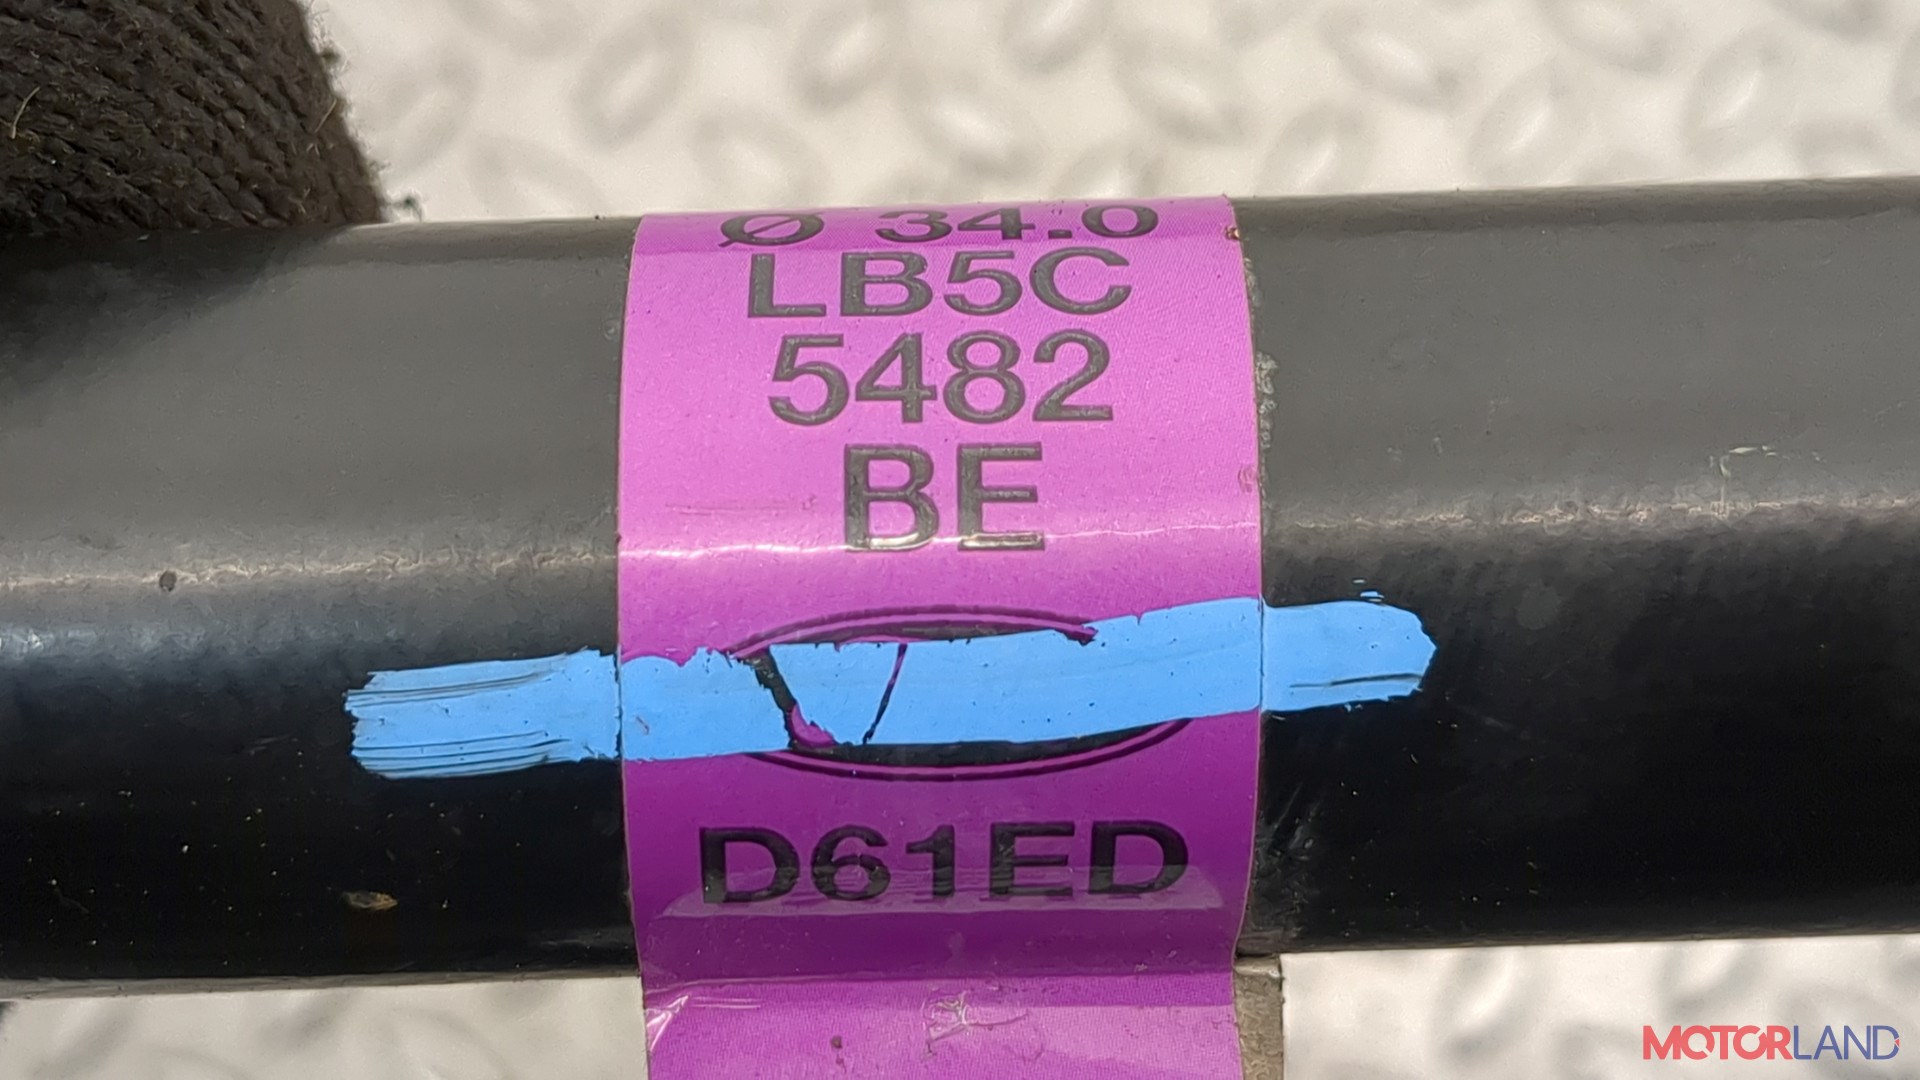 Ø 34.0
LB5C
5482
BE
D61ED
MOTORLAND